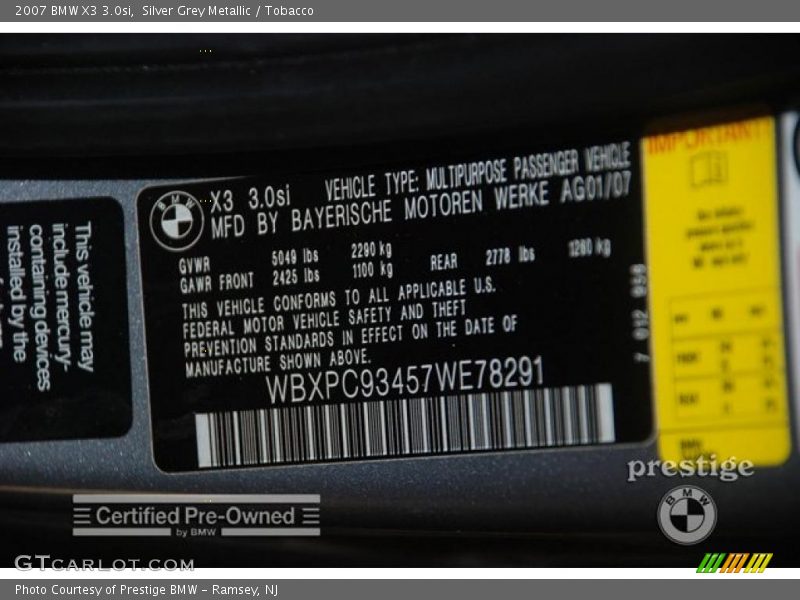 2007 BMW X3 3.0si, Silver Grey Metallic / Tobacco
This vehicle may
include mercury-
containing devices
installed by the
BMW
X3 3.0si VEHICLE TYPE: MULTIPURPOSE PASSENGER VEHICLE
MFD BY BAYERISCHE MOTOREN WERKE AG01/07
GVWR 5049 lbs 2290 kg
GAWR FRONT 2425 lbs 1100 kg REAR 2778 lbs 1260 kg
THIS VEHICLE CONFORMS TO ALL APPLICABLE U.S.
FEDERAL MOTOR VEHICLE SAFETY AND THEFT
PREVENTION STANDARDS IN EFFECT ON THE DATE OF
MANUFACTURE SHOWN ABOVE.
WBXPC93457WE78291
IMPORTANT
prestige
BMW
Certified Pre-Owned
by BMW
GTCARLOT.COM
Photo Courtesy of Prestige BMW – Ramsey, NJ